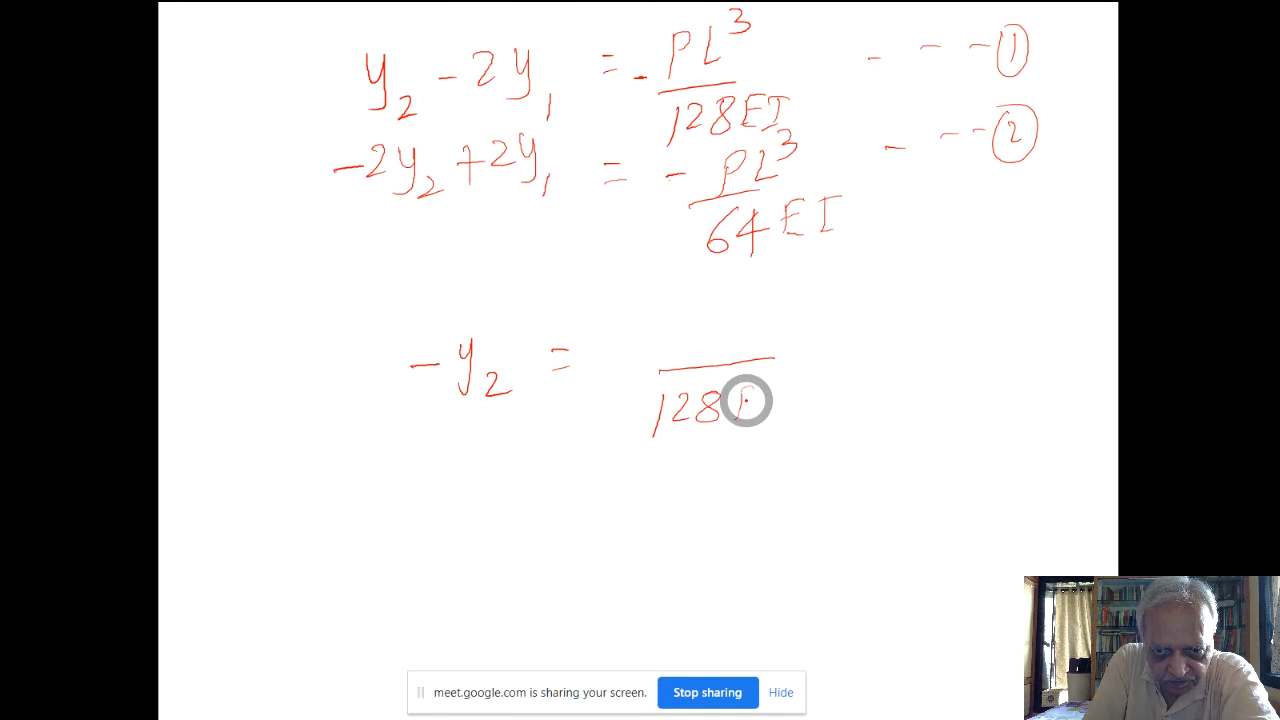 y₂ - 2y₁ = - PL³/128EI - - - ①
-2y₂ + 2y₁ = - PL³/64EI - - - ②
-y₂ = /128
meet.google.com is sharing your screen. Stop sharing Hide